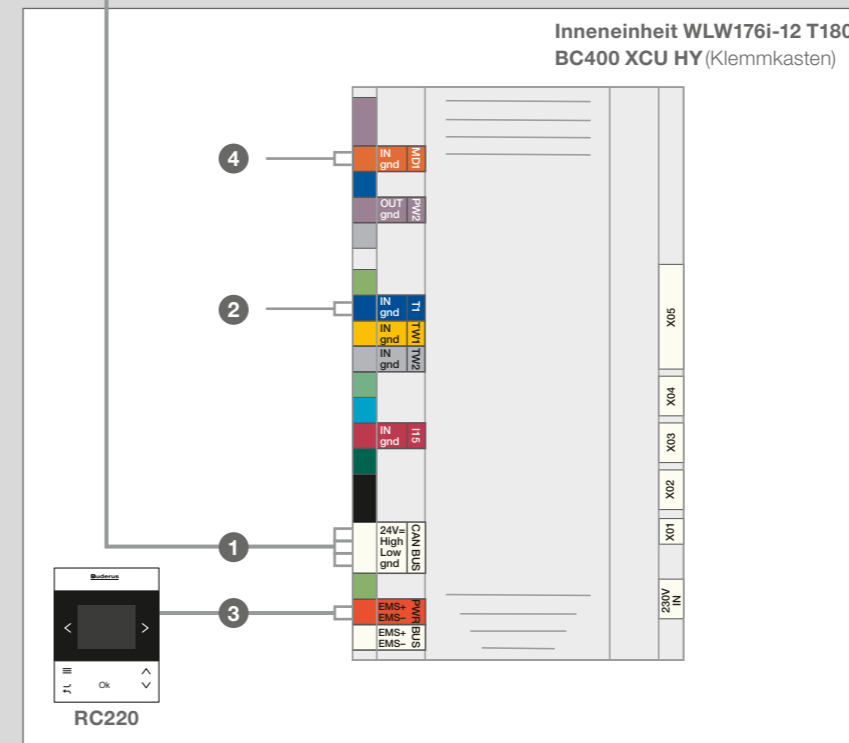 Inneneinheit WLW176i-12 T180
BC400 XCU HY (Klemmkasten)
4
IN
gnd
MD1
OUT
gnd
PW2
2
IN
gnd
T1
IN
gnd
TW1
IN
gnd
TW2
IN
gnd
I15
1
24V=
High
Low
gnd
CAN BUS
3
EMS+
EMS–
PWR
EMS+
EMS–
BUS
X05
X04
X03
X02
X01
230V
IN
Buderus
Ok
RC220